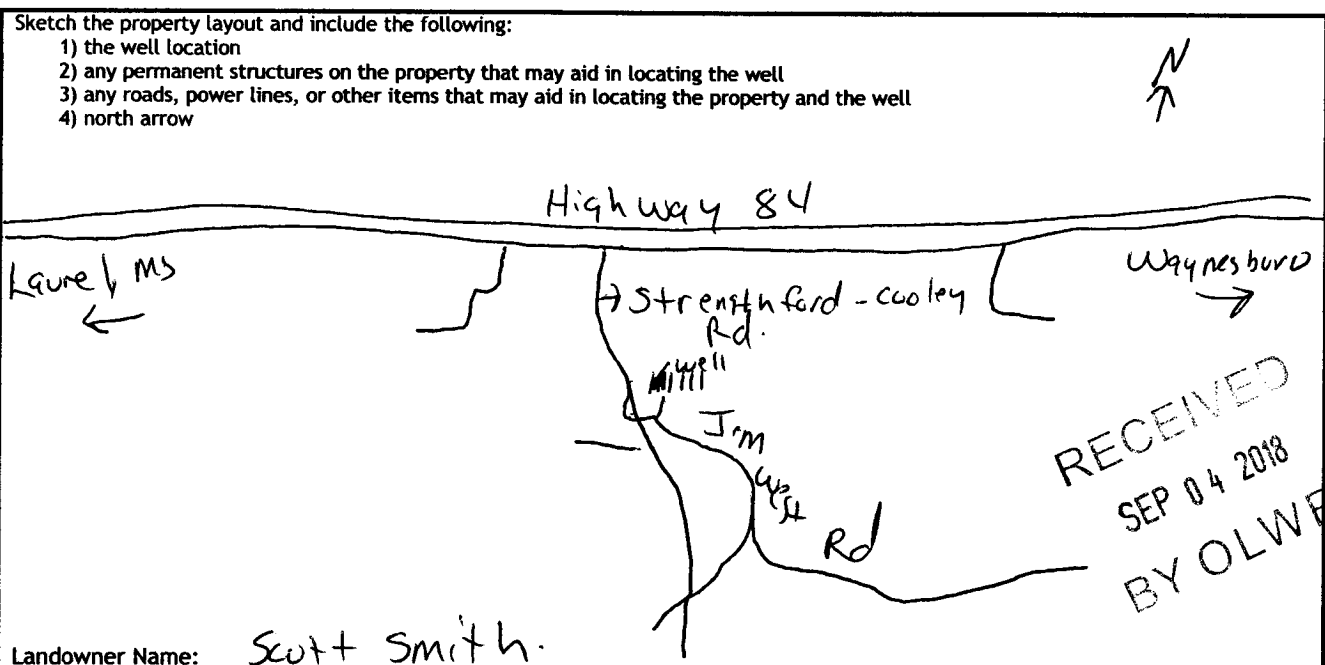 Sketch the property layout and include the following:
1) the well location
2) any permanent structures on the property that may aid in locating the well
3) any roads, power lines, or other items that may aid in locating the property and the well
4) north arrow
N
Highway 84
Laurel, MS
Waynesboro
Strengthford-Cooley
Rd.
well
Jim
West
Rd
RECEIVED
SEP 04 2018
BY OLWR
Landowner Name: Scott Smith.